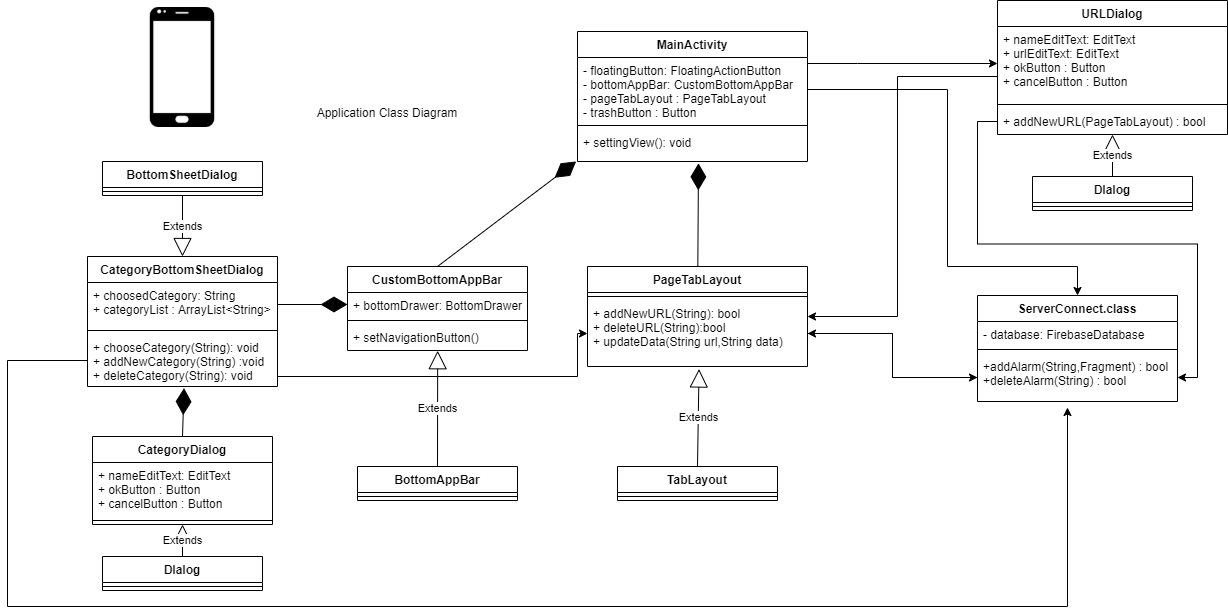 Application Class Diagram
MainActivity
- floatingButton: FloatingActionButton
- bottomAppBar: CustomBottomAppBar
- pageTabLayout : PageTabLayout
- trashButton : Button
+ settingView(): void
URLDialog
+ nameEditText: EditText
+ urlEditText: EditText
+ okButton : Button
+ cancelButton : Button
+ addNewURL(PageTabLayout) : bool
Extends
Dialog
BottomSheetDialog
Extends
CategoryBottomSheetDialog
+ choosedCategory: String
+ categoryList : ArrayList<String>
+ chooseCategory(String): void
+ addNewCategory(String) :void
+ deleteCategory(String): void
CustomBottomAppBar
+ bottomDrawer: BottomDrawer
+ setNavigationButton()
Extends
BottomAppBar
PageTabLayout
+ addNewURL(String): bool
+ deleteURL(String):bool
+ updateData(String url,String data)
Extends
TabLayout
ServerConnect.class
- database: FirebaseDatabase
+addAlarm(String,Fragment) : bool
+deleteAlarm(String) : bool
CategoryDialog
+ nameEditText: EditText
+ okButton : Button
+ cancelButton : Button
Extends
Dialog